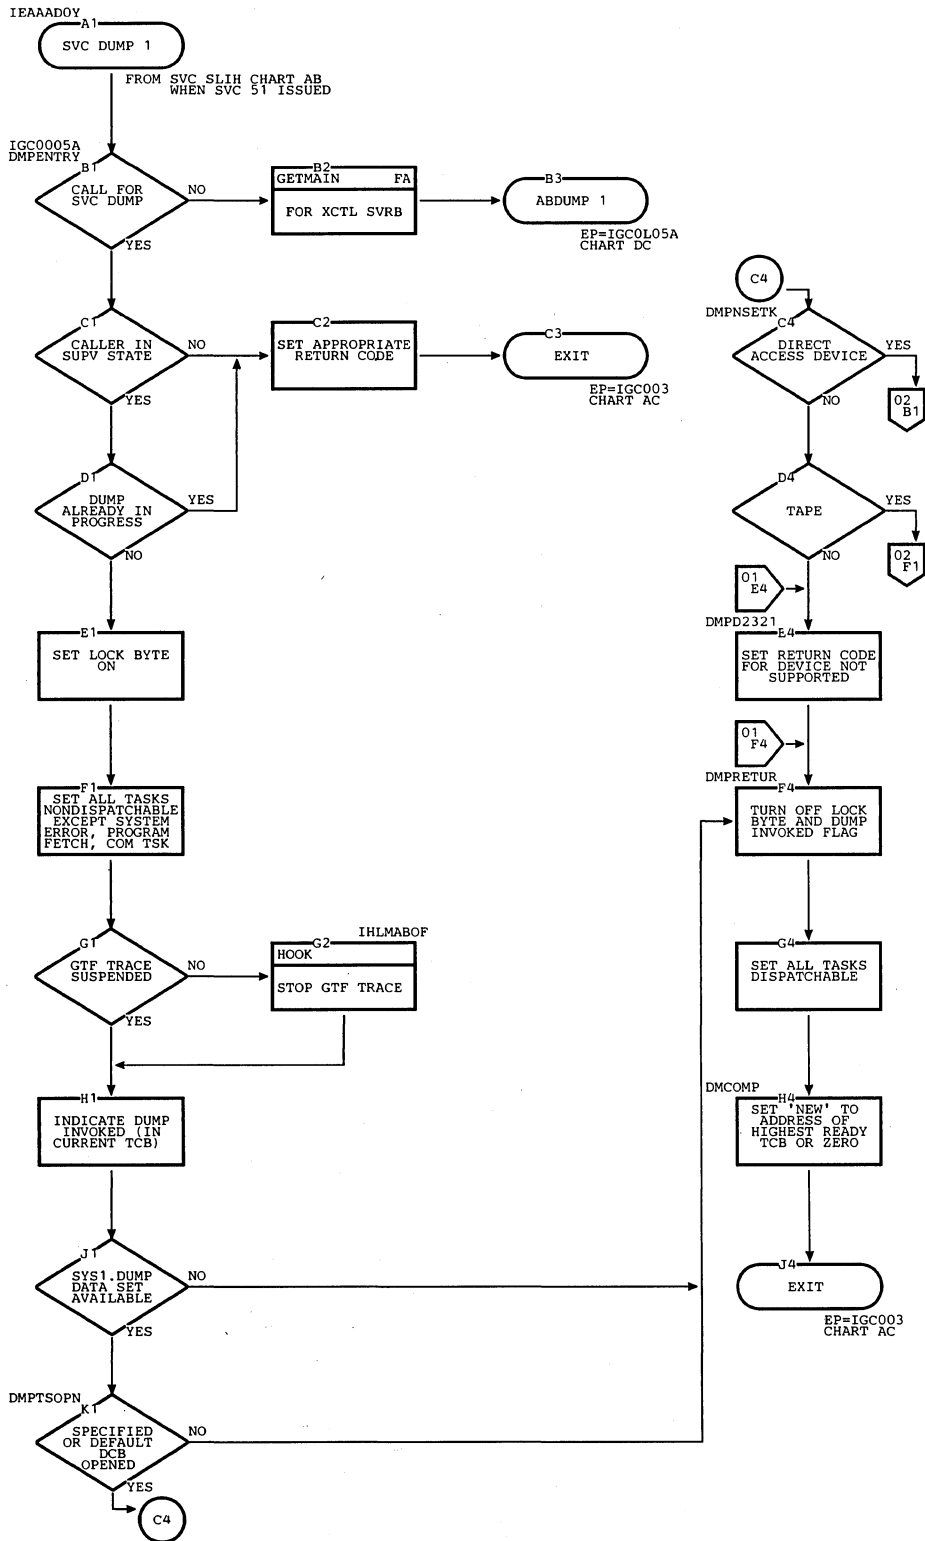 IEAAAD0Y
A1
SVC DUMP 1
FROM SVC SLIH CHART AB
WHEN SVC 51 ISSUED
IGC0005A
DMPENTRY
B1
CALL FOR
SVC DUMP
NO
YES
B2
GETMAIN FA
FOR XCTL SVRB
B3
ABDUMP 1
EP=IGC0L05A
CHART DC
C1
CALLER IN
SUPV STATE
NO
YES
C2
SET APPROPRIATE
RETURN CODE
C3
EXIT
EP=IGC003
CHART AC
D1
DUMP
ALREADY IN
PROGRESS
YES
NO
E1
SET LOCK BYTE
ON
F1
SET ALL TASKS
NONDISPATCHABLE
EXCEPT SYSTEM
ERROR, PROGRAM
FETCH, COM TSK
G1
GTF TRACE
SUSPENDED
NO
YES
IHLMABOF
G2
HOOK
STOP GTF TRACE
H1
INDICATE DUMP
INVOKED (IN
CURRENT TCB)
J1
SYS1.DUMP
DATA SET
AVAILABLE
NO
YES
DMPTSOPN
K1
SPECIFIED
OR DEFAULT
DCB
OPENED
NO
YES
C4
C4
DMPNSETK
C4
DIRECT
ACCESS DEVICE
YES
02
B1
NO
D4
TAPE
YES
02
F1
NO
01
E4
DMPD2321
E4
SET RETURN CODE
FOR DEVICE NOT
SUPPORTED
01
F4
DMPRETUR
F4
TURN OFF LOCK
BYTE AND DUMP
INVOKED FLAG
G4
SET ALL TASKS
DISPATCHABLE
DMCOMP
H4
SET 'NEW' TO
ADDRESS OF
HIGHEST READY
TCB OR ZERO
J4
EXIT
EP=IGC003
CHART AC